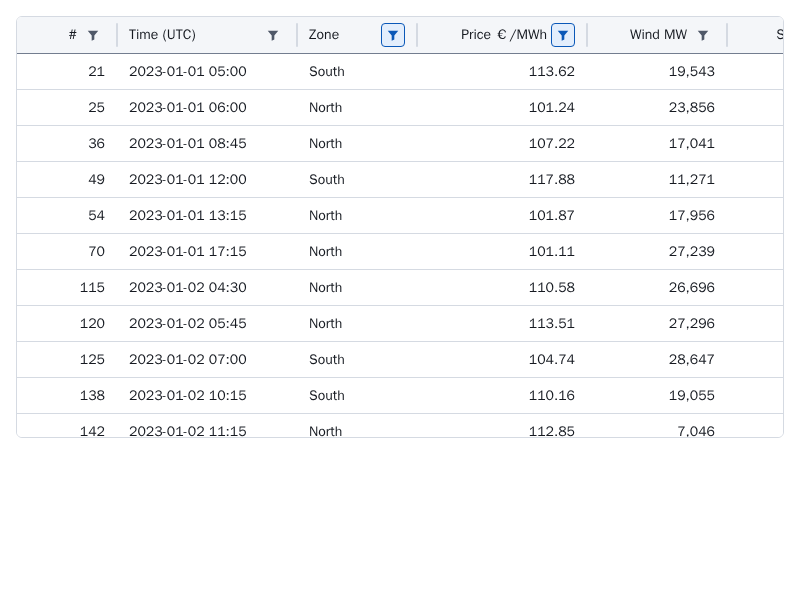 # Time (UTC) Zone Price € /MWh Wind MW S
21 2023-01-01 05:00 South 113.62 19,543
25 2023-01-01 06:00 North 101.24 23,856
36 2023-01-01 08:45 North 107.22 17,041
49 2023-01-01 12:00 South 117.88 11,271
54 2023-01-01 13:15 North 101.87 17,956
70 2023-01-01 17:15 North 101.11 27,239
115 2023-01-02 04:30 North 110.58 26,696
120 2023-01-02 05:45 North 113.51 27,296
125 2023-01-02 07:00 South 104.74 28,647
138 2023-01-02 10:15 South 110.16 19,055
142 2023-01-02 11:15 North 112.85 7,046